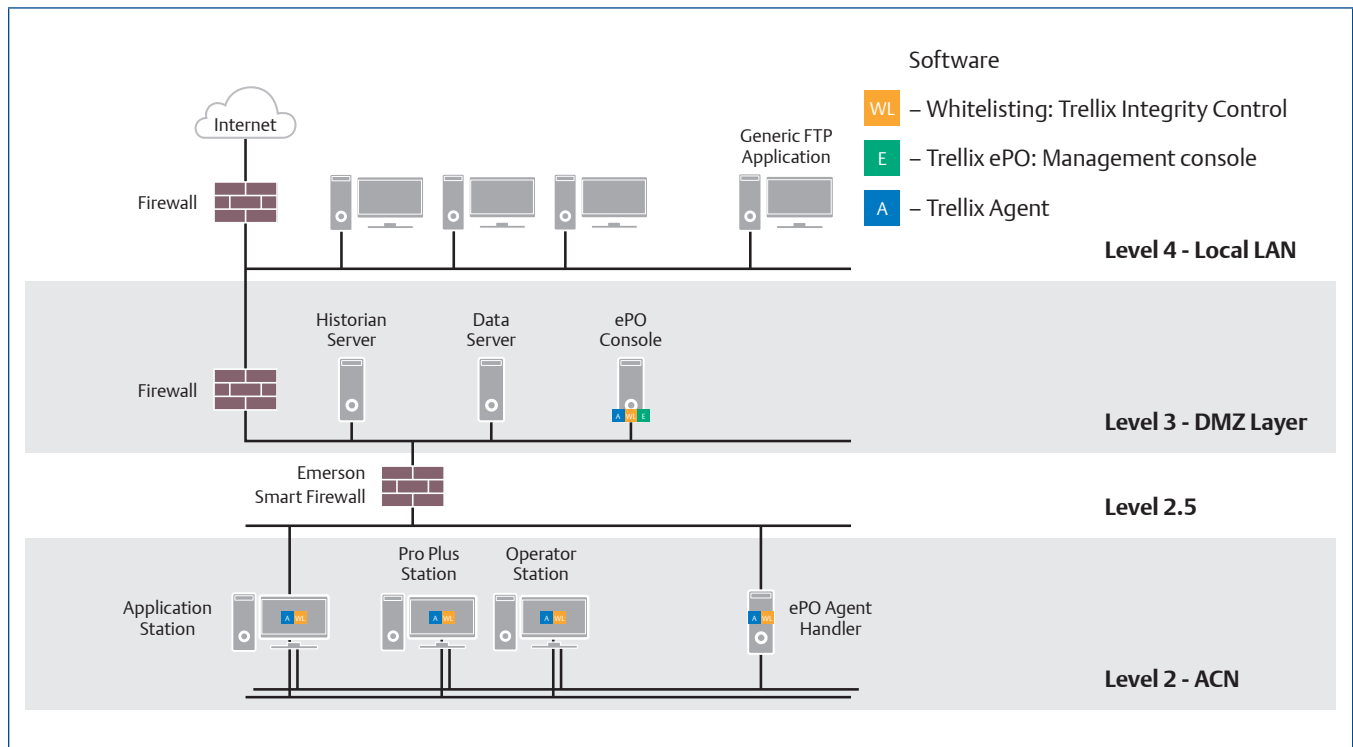 Software
WL – Whitelisting: Trellix Integrity Control
E – Trellix ePO: Management console
A – Trellix Agent
Internet
Firewall
Generic FTP
Application
Level 4 - Local LAN
Historian
Server
Data
Server
ePO
Console
Firewall
A WL E
Level 3 - DMZ Layer
Emerson
Smart Firewall
Level 2.5
Pro Plus
Station
Operator
Station
Application
Station
A WL
A WL
A WL
A WL
ePO Agent
Handler
Level 2 - ACN